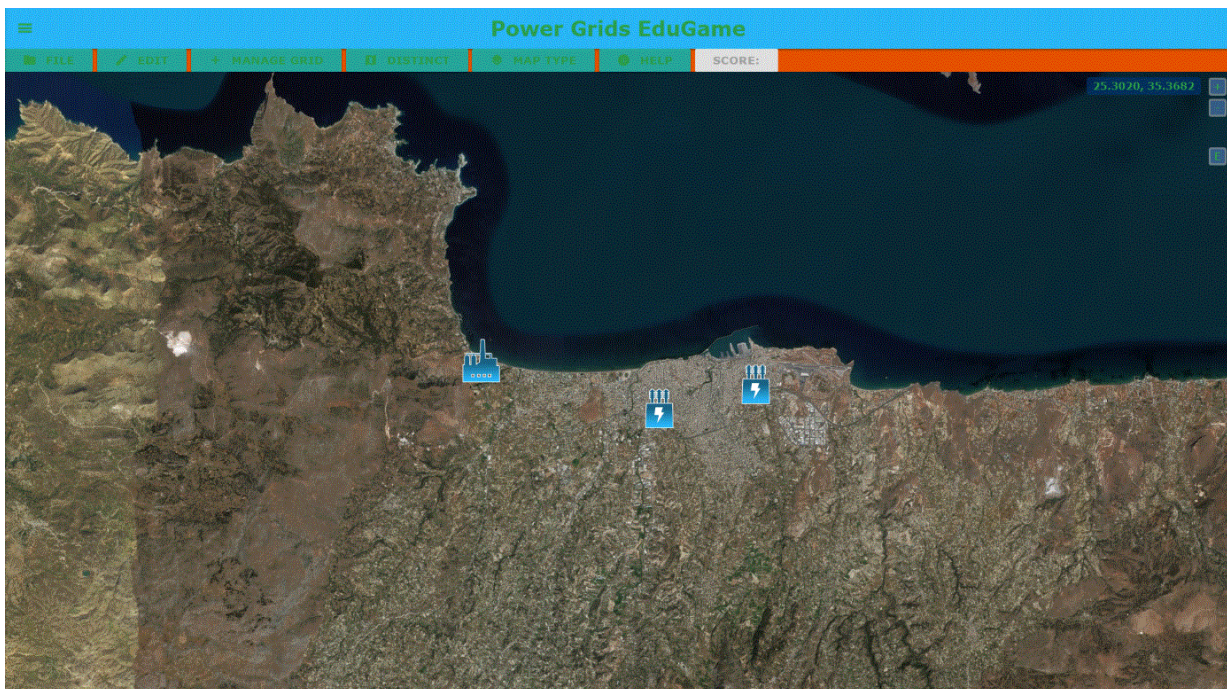 Power Grids EduGame
FILE EDIT + MANAGE GRID DISTINCT MAP TYPE HELP SCORE:
25.3020, 35.3682
+
E